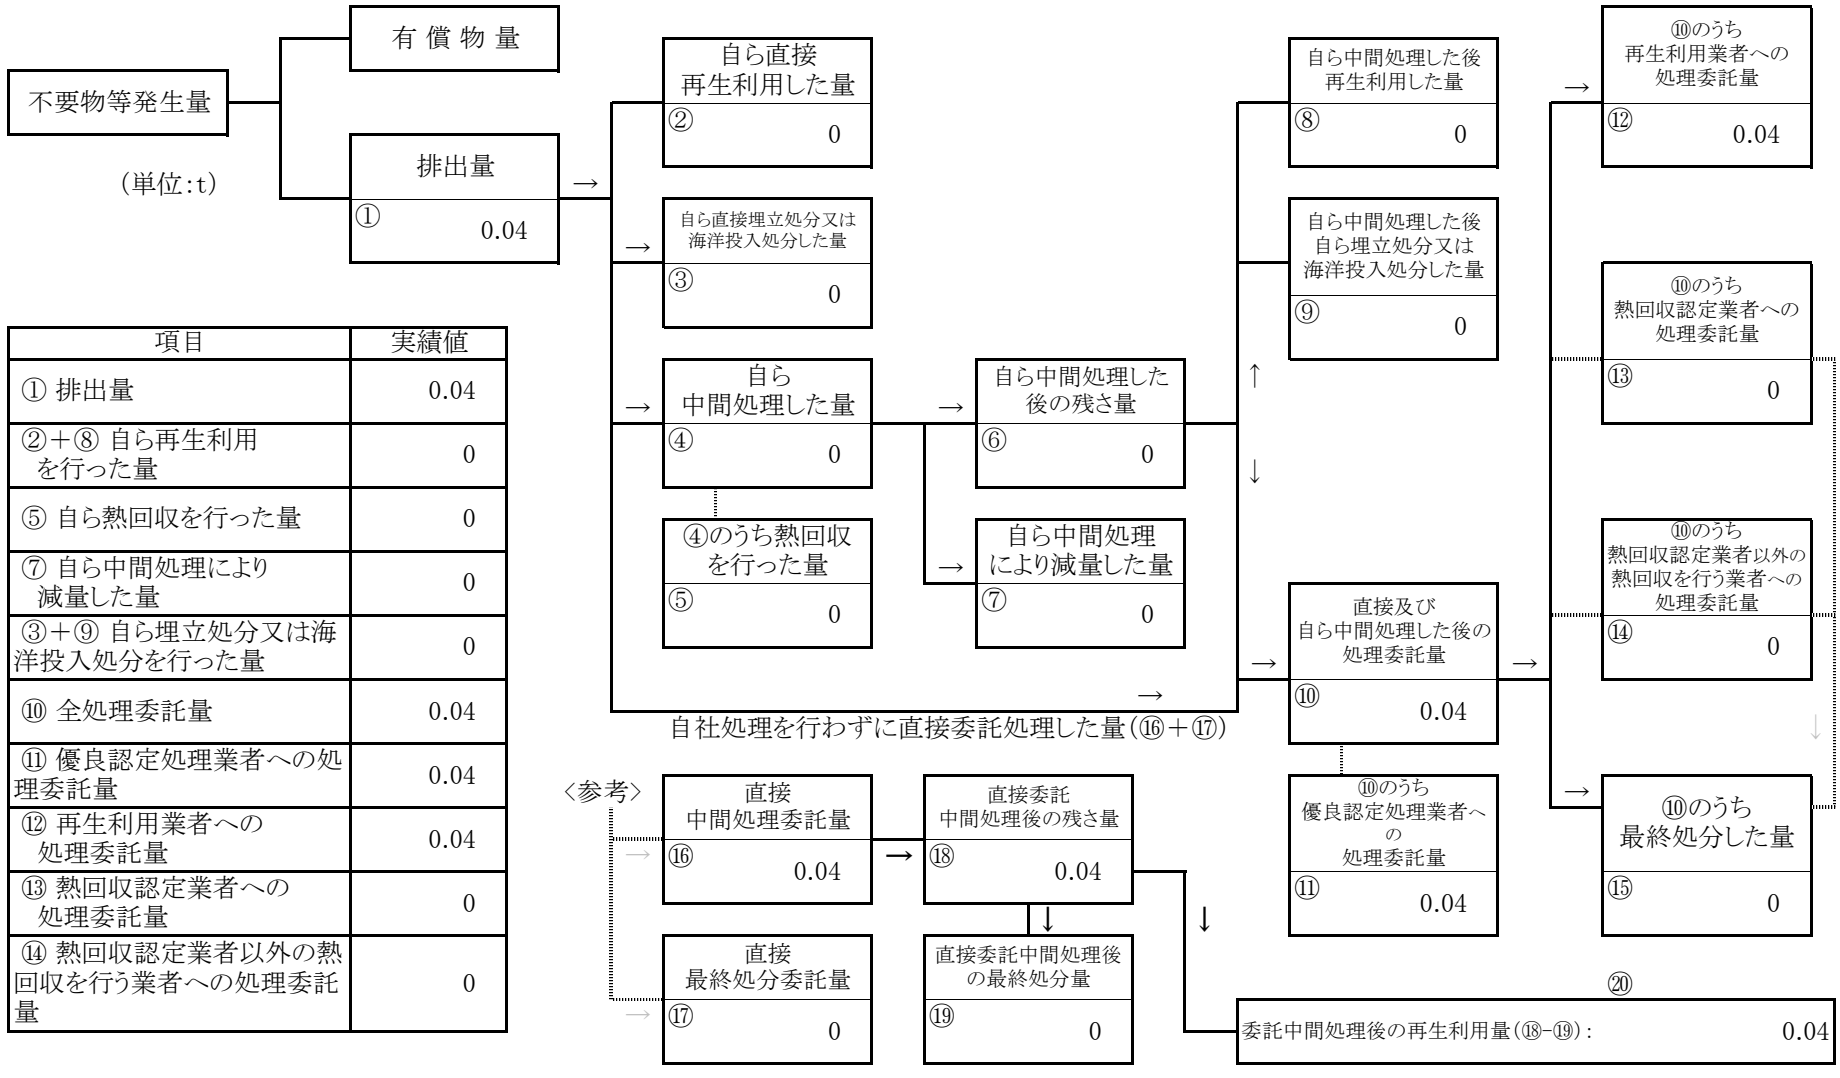 有 償 物 量
不要物等発生量
(単位:t)
排出量
①
0.04
→
自ら直接
再生利用した量
②
0
→
自ら直接埋立処分又は
海洋投入処分した量
③
0
→
自ら
中間処理した量
④
0
④のうち熱回収
を行った量
⑤
0
→
自ら中間処理した
後の残さ量
⑥
0
→
自ら中間処理
により減量した量
⑦
0
自ら中間処理した後
再生利用した量
⑧
0
自ら中間処理した後
自ら埋立処分又は
海洋投入処分した量
⑨
0
↑
↓
→
自社処理を行わずに直接委託処理した量(⑯+⑰)
→
直接及び
自ら中間処理した後の
処理委託量
⑩
0.04
⑩のうち
優良認定処理業者へ
の
処理委託量
⑪
0.04
→
→
⑩のうち
再生利用業者への
処理委託量
⑫
0.04
⑩のうち
熱回収認定業者への
処理委託量
⑬
0
⑩のうち
熱回収認定業者以外の
熱回収を行う業者への
処理委託量
⑭
0
↓
→
⑩のうち
最終処分した量
⑮
0
項目 実績値
① 排出量 0.04
②+⑧ 自ら再生利用
を行った量
0
⑤ 自ら熱回収を行った量 0
⑦ 自ら中間処理により
減量した量
0
③+⑨ 自ら埋立処分又は海
洋投入処分を行った量
0
⑩ 全処理委託量 0.04
⑪ 優良認定処理業者への処
理委託量
0.04
⑫ 再生利用業者への
処理委託量
0.04
⑬ 熱回収認定業者への
処理委託量
0
⑭ 熱回収認定業者以外の熱
回収を行う業者への処理委託
量
0
<参考>
→
直接
中間処理委託量
⑯
0.04
→
直接委託
中間処理後の残さ量
⑱
0.04
↓
↓
→
直接
最終処分委託量
⑰
0
直接委託中間処理後
の最終処分量
⑲
0
⑳
委託中間処理後の再生利用量(⑱-⑲): 0.04